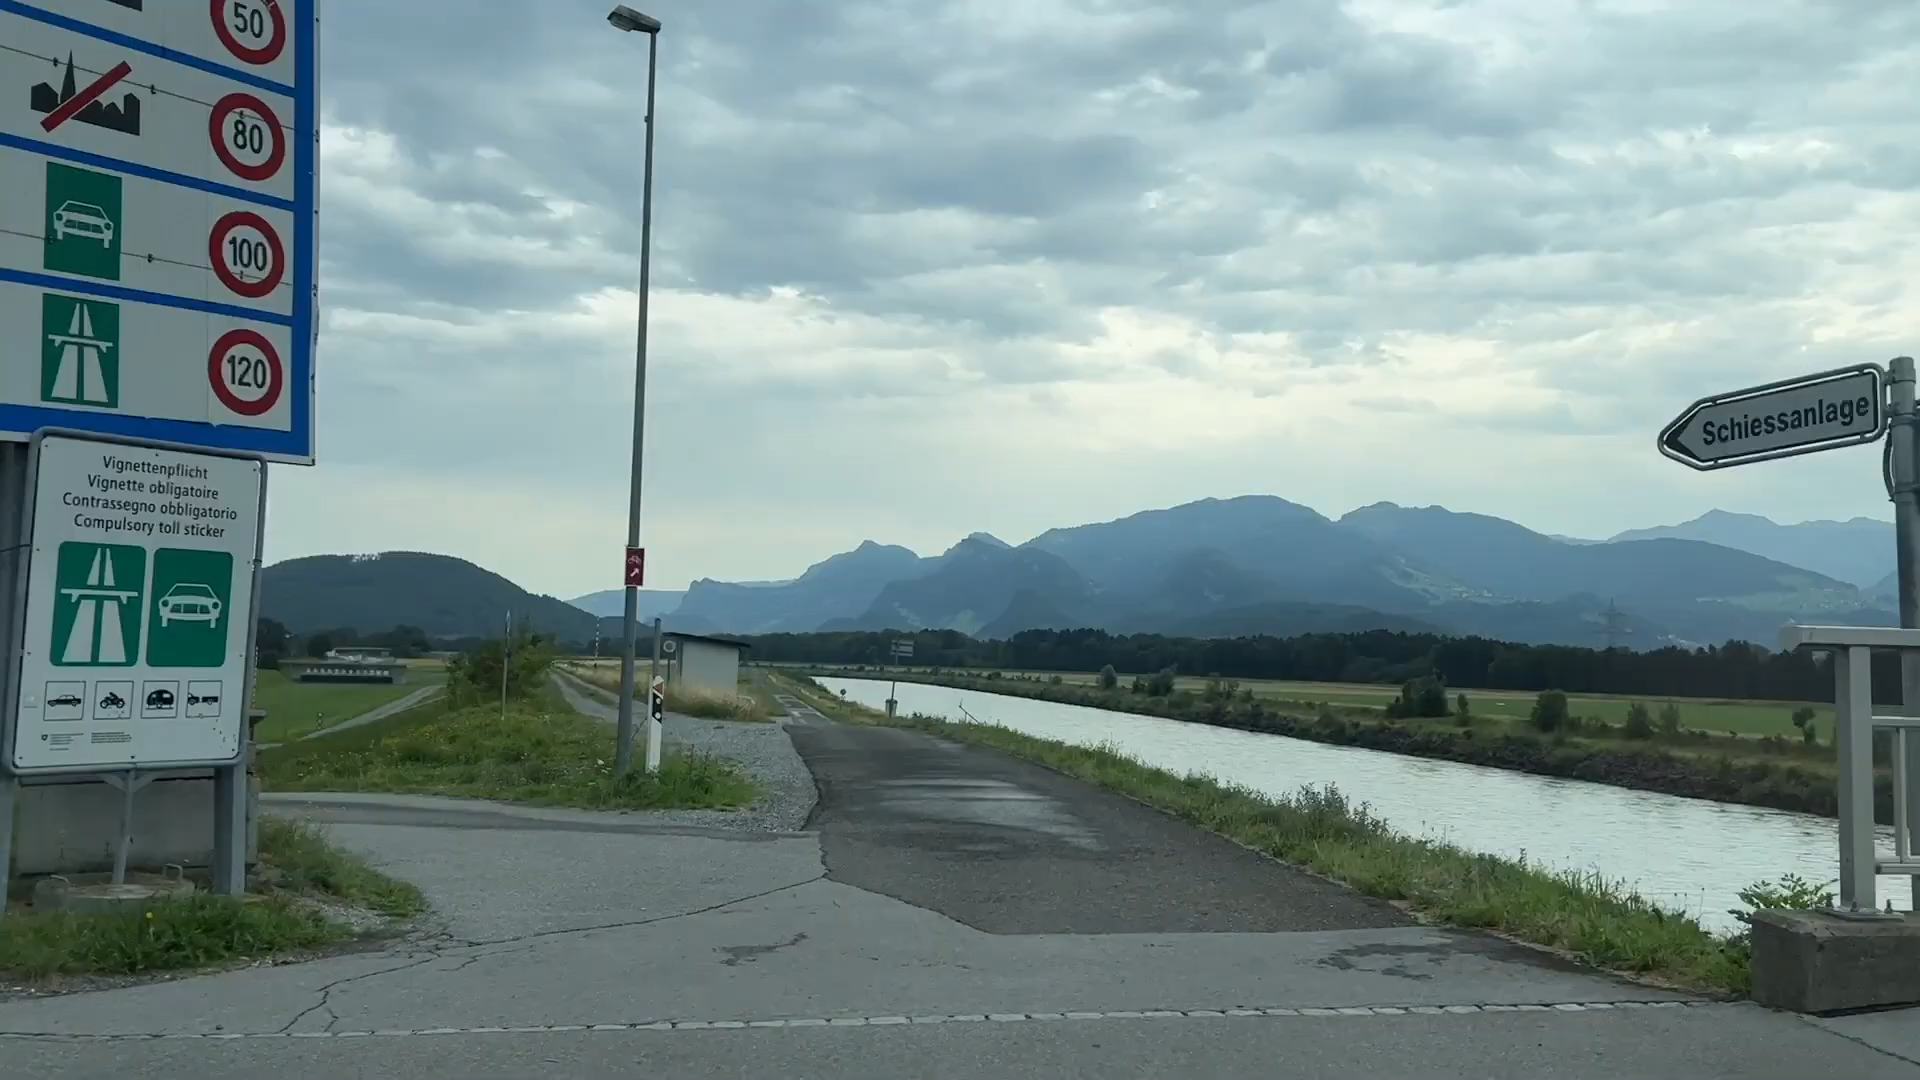 50
80
100
120
Vignettenpflicht
Vignette obligatoire
Contrassegno obbligatorio
Compulsory toll sticker
Schiessanlage